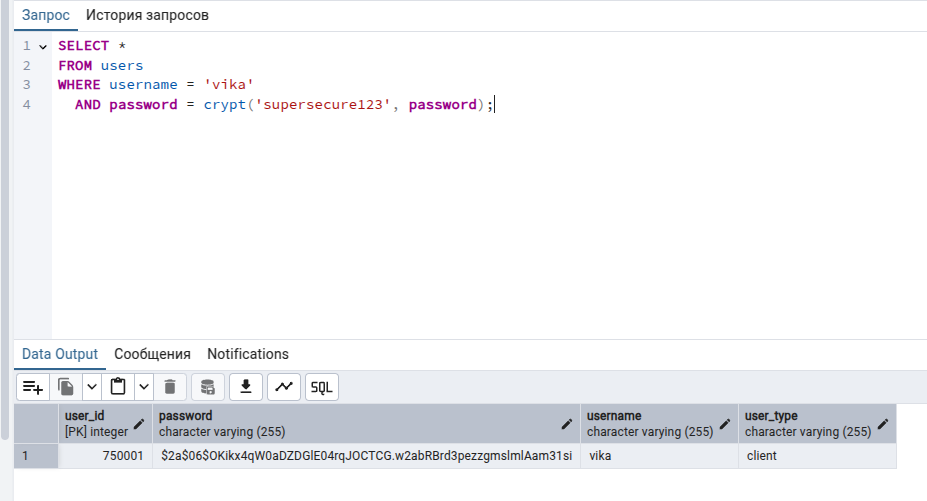 Запрос История запросов
1 SELECT *
2 FROM users
3 WHERE username = 'vika'
4 AND password = crypt('supersecure123', password);
Data Output Сообщения Notifications
SQL
user_id password username user_type
[PK] integer character varying (255) character varying (255) character varying (255)
1 750001 $2a$06$OKikx4qW0aDZDGlE04rqJOCTCG.w2abRBrd3pezzgmslmlAam31si vika client